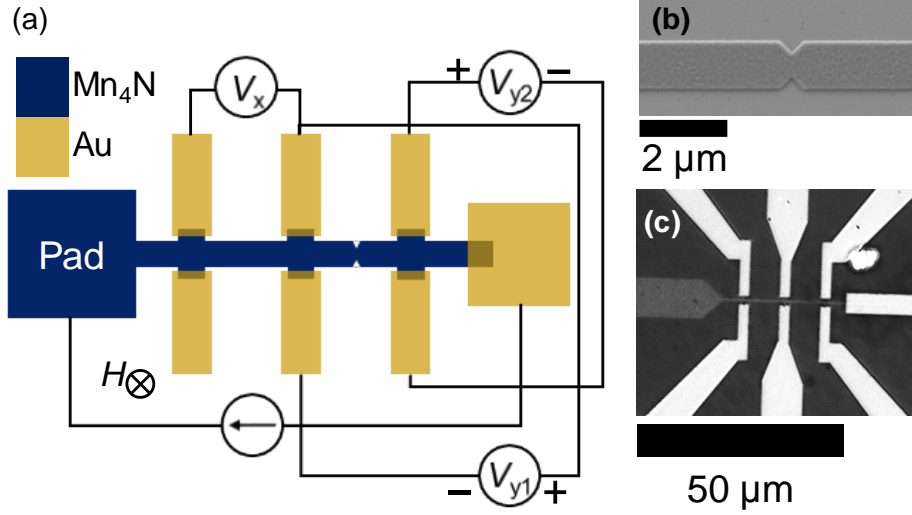 (a)
Mn₄N
Au
Vx
+ Vy2 −
Pad
H⊗
− Vy1 +
(b)
2 μm
(c)
50 μm